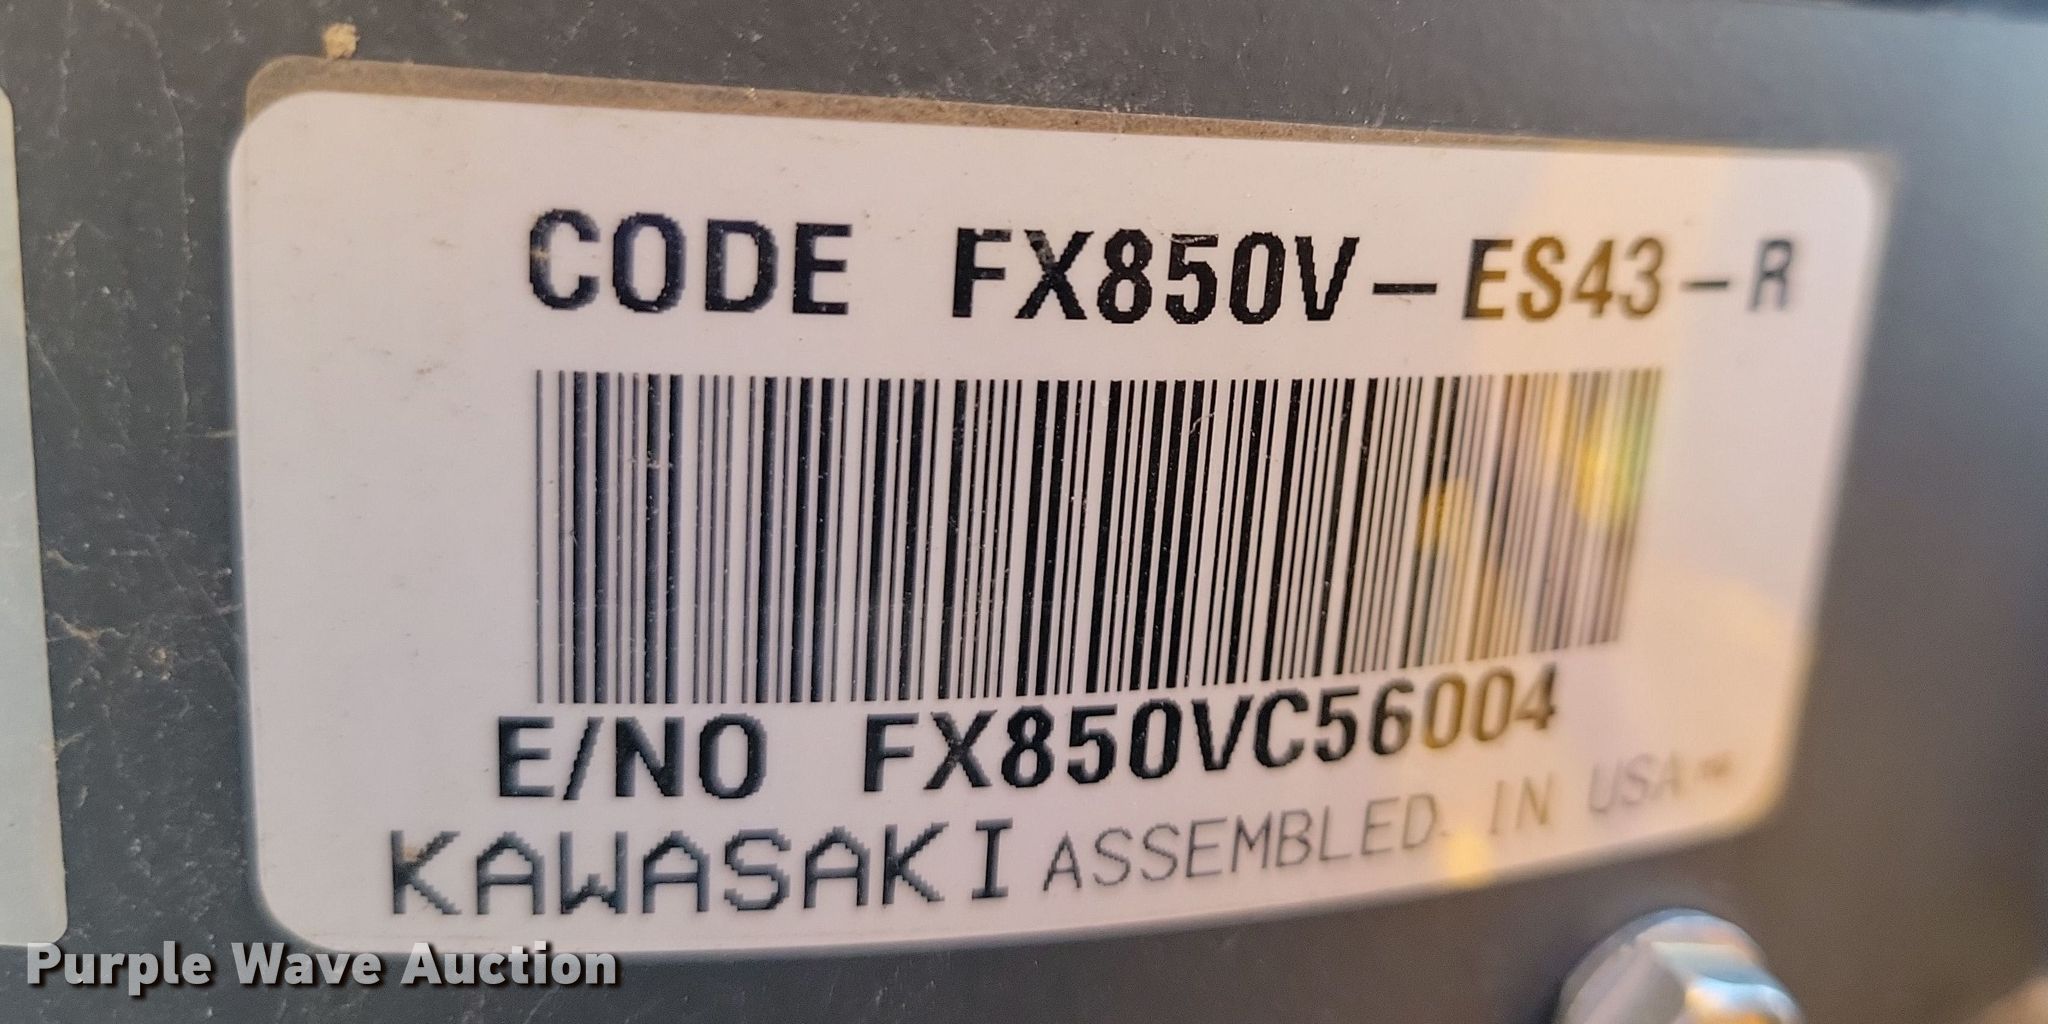 CODE FX850V-ES43-R
E/NO FX850VC56004
KAWASAKI ASSEMBLED IN USA
Purple Wave Auction